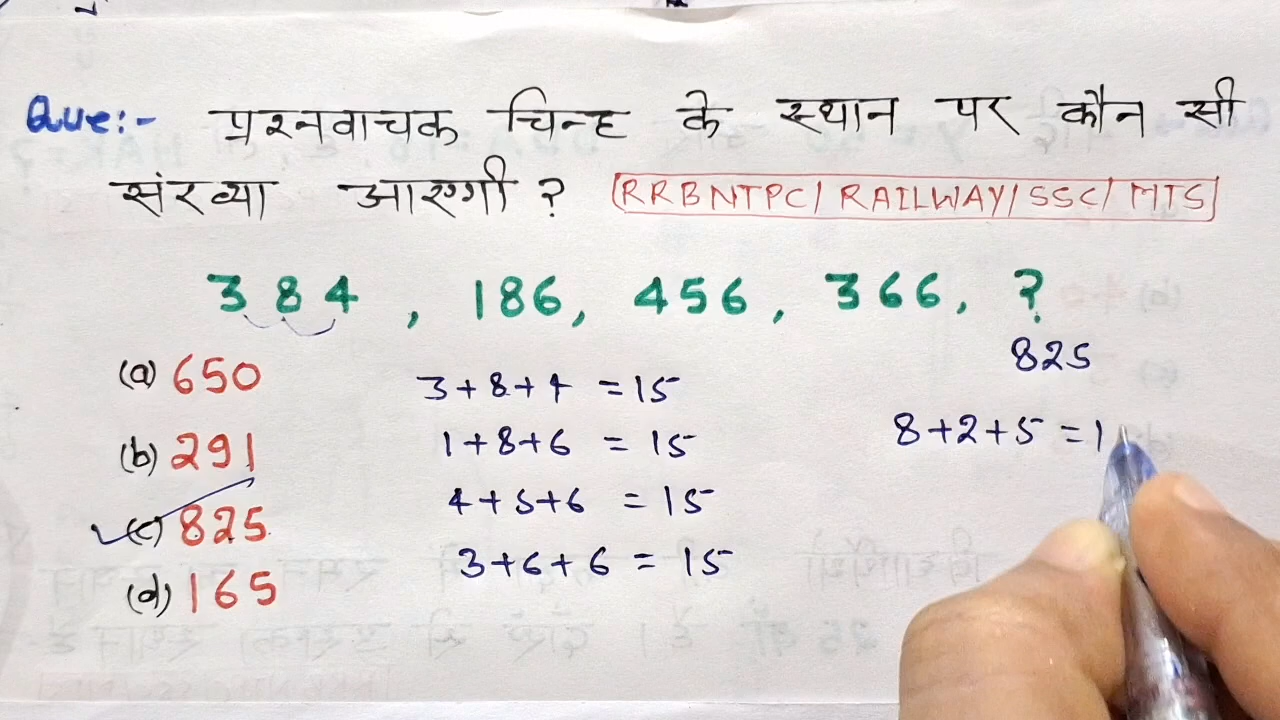 Que:- प्रश्नवाचक चिन्ह के स्थान पर कौन सी
संख्या आएगी ? [RRBNTPC/ RAILWAY/ SSC/ MTS]
384 , 186, 456, 366, ?
825
(a) 650
(b) 291
(c) 825
(d) 165
3+8+4 = 15
1+8+6 = 15
4+5+6 = 15
3+6+6 = 15
8+2+5 = 1